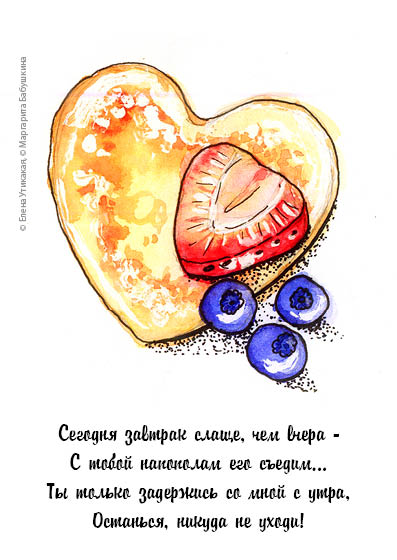 © Елена Утикакая, © Маргарита Бабушкина
Сегодня завтрак слаще, чем вчера -
С тобой напополам его съедим...
Ты только задержись со мной с утра,
Останься, никуда не уходи!